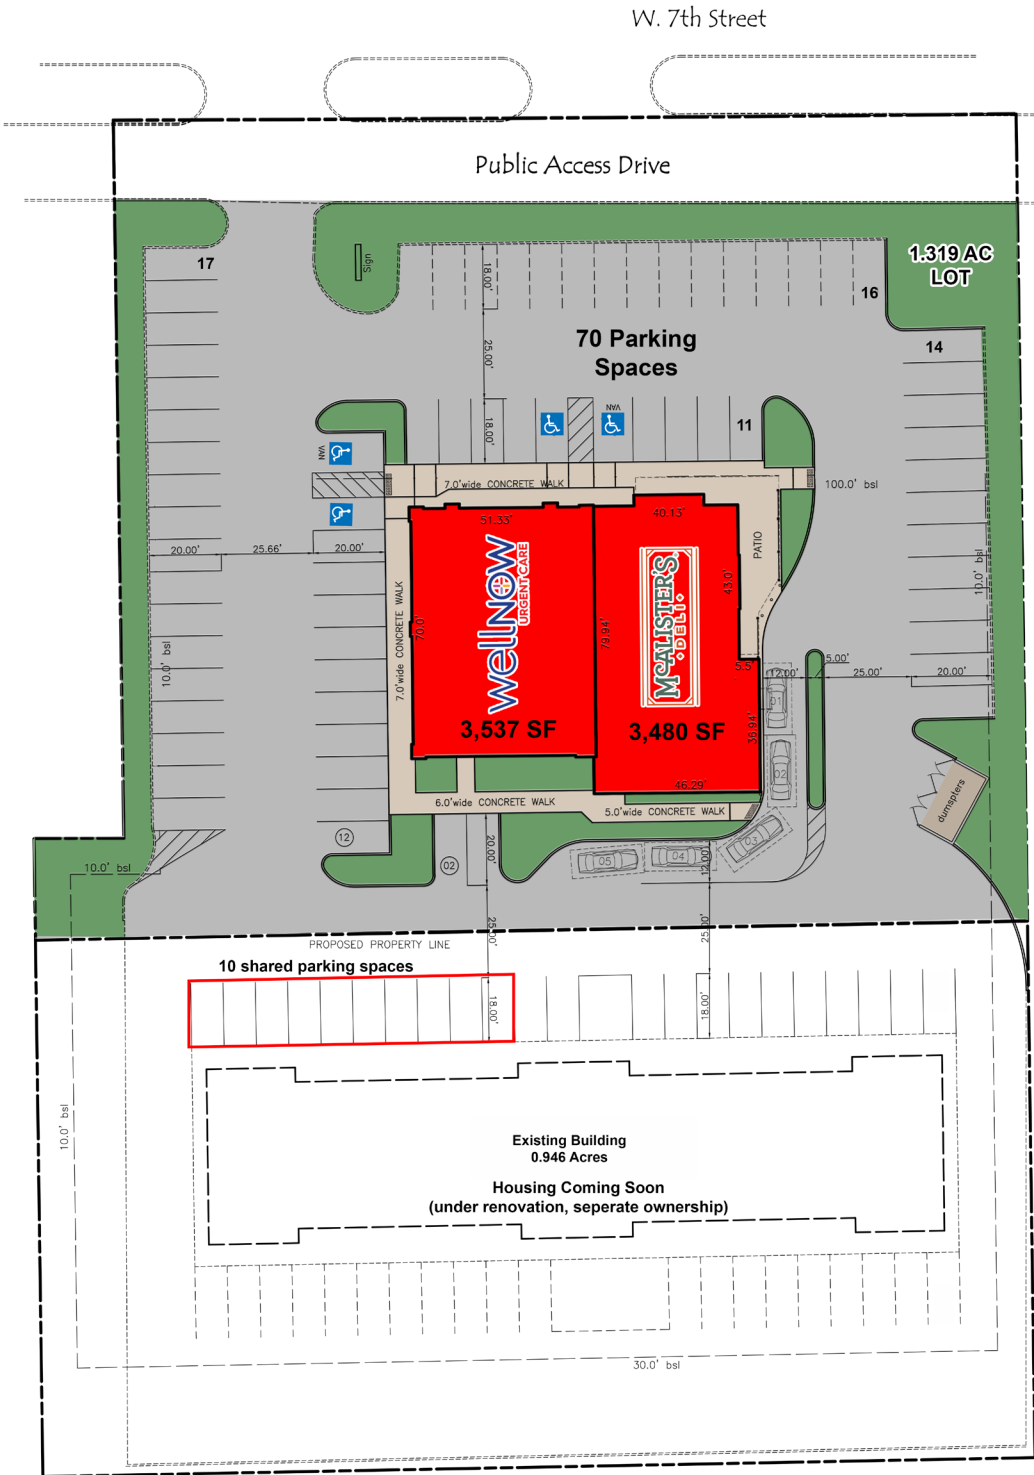 W. 7th Street
Public Access Drive
17
Sign
18.00'
1.319 AC
LOT
16
70 Parking
Spaces
25.00'
14
18.00'
VAN
11
VAN
7.0'wide CONCRETE WALK
100.0' bsl
51.33'
40.13'
20.00'
25.66'
20.00'
PATIO
wellnow
URGENT CARE
McALISTER'S
DELI
43.0'
10.0' bsl
7.0'wide CONCRETE WALK
70.0'
79.94'
10.0' bsl
5.5'
12.00'
5.00'
25.00'
20.00'
01
3,537 SF
3,480 SF
36.94'
02
46.29'
6.0'wide CONCRETE WALK
5.0'wide CONCRETE WALK
dumspters
12
02
20.00'
05
04
03
12.00'
10.0' bsl
25.00'
25.00'
PROPOSED PROPERTY LINE
10 shared parking spaces
18.00'
18.00'
10.0' bsl
Existing Building
0.946 Acres
Housing Coming Soon
(under renovation, seperate ownership)
30.0' bsl